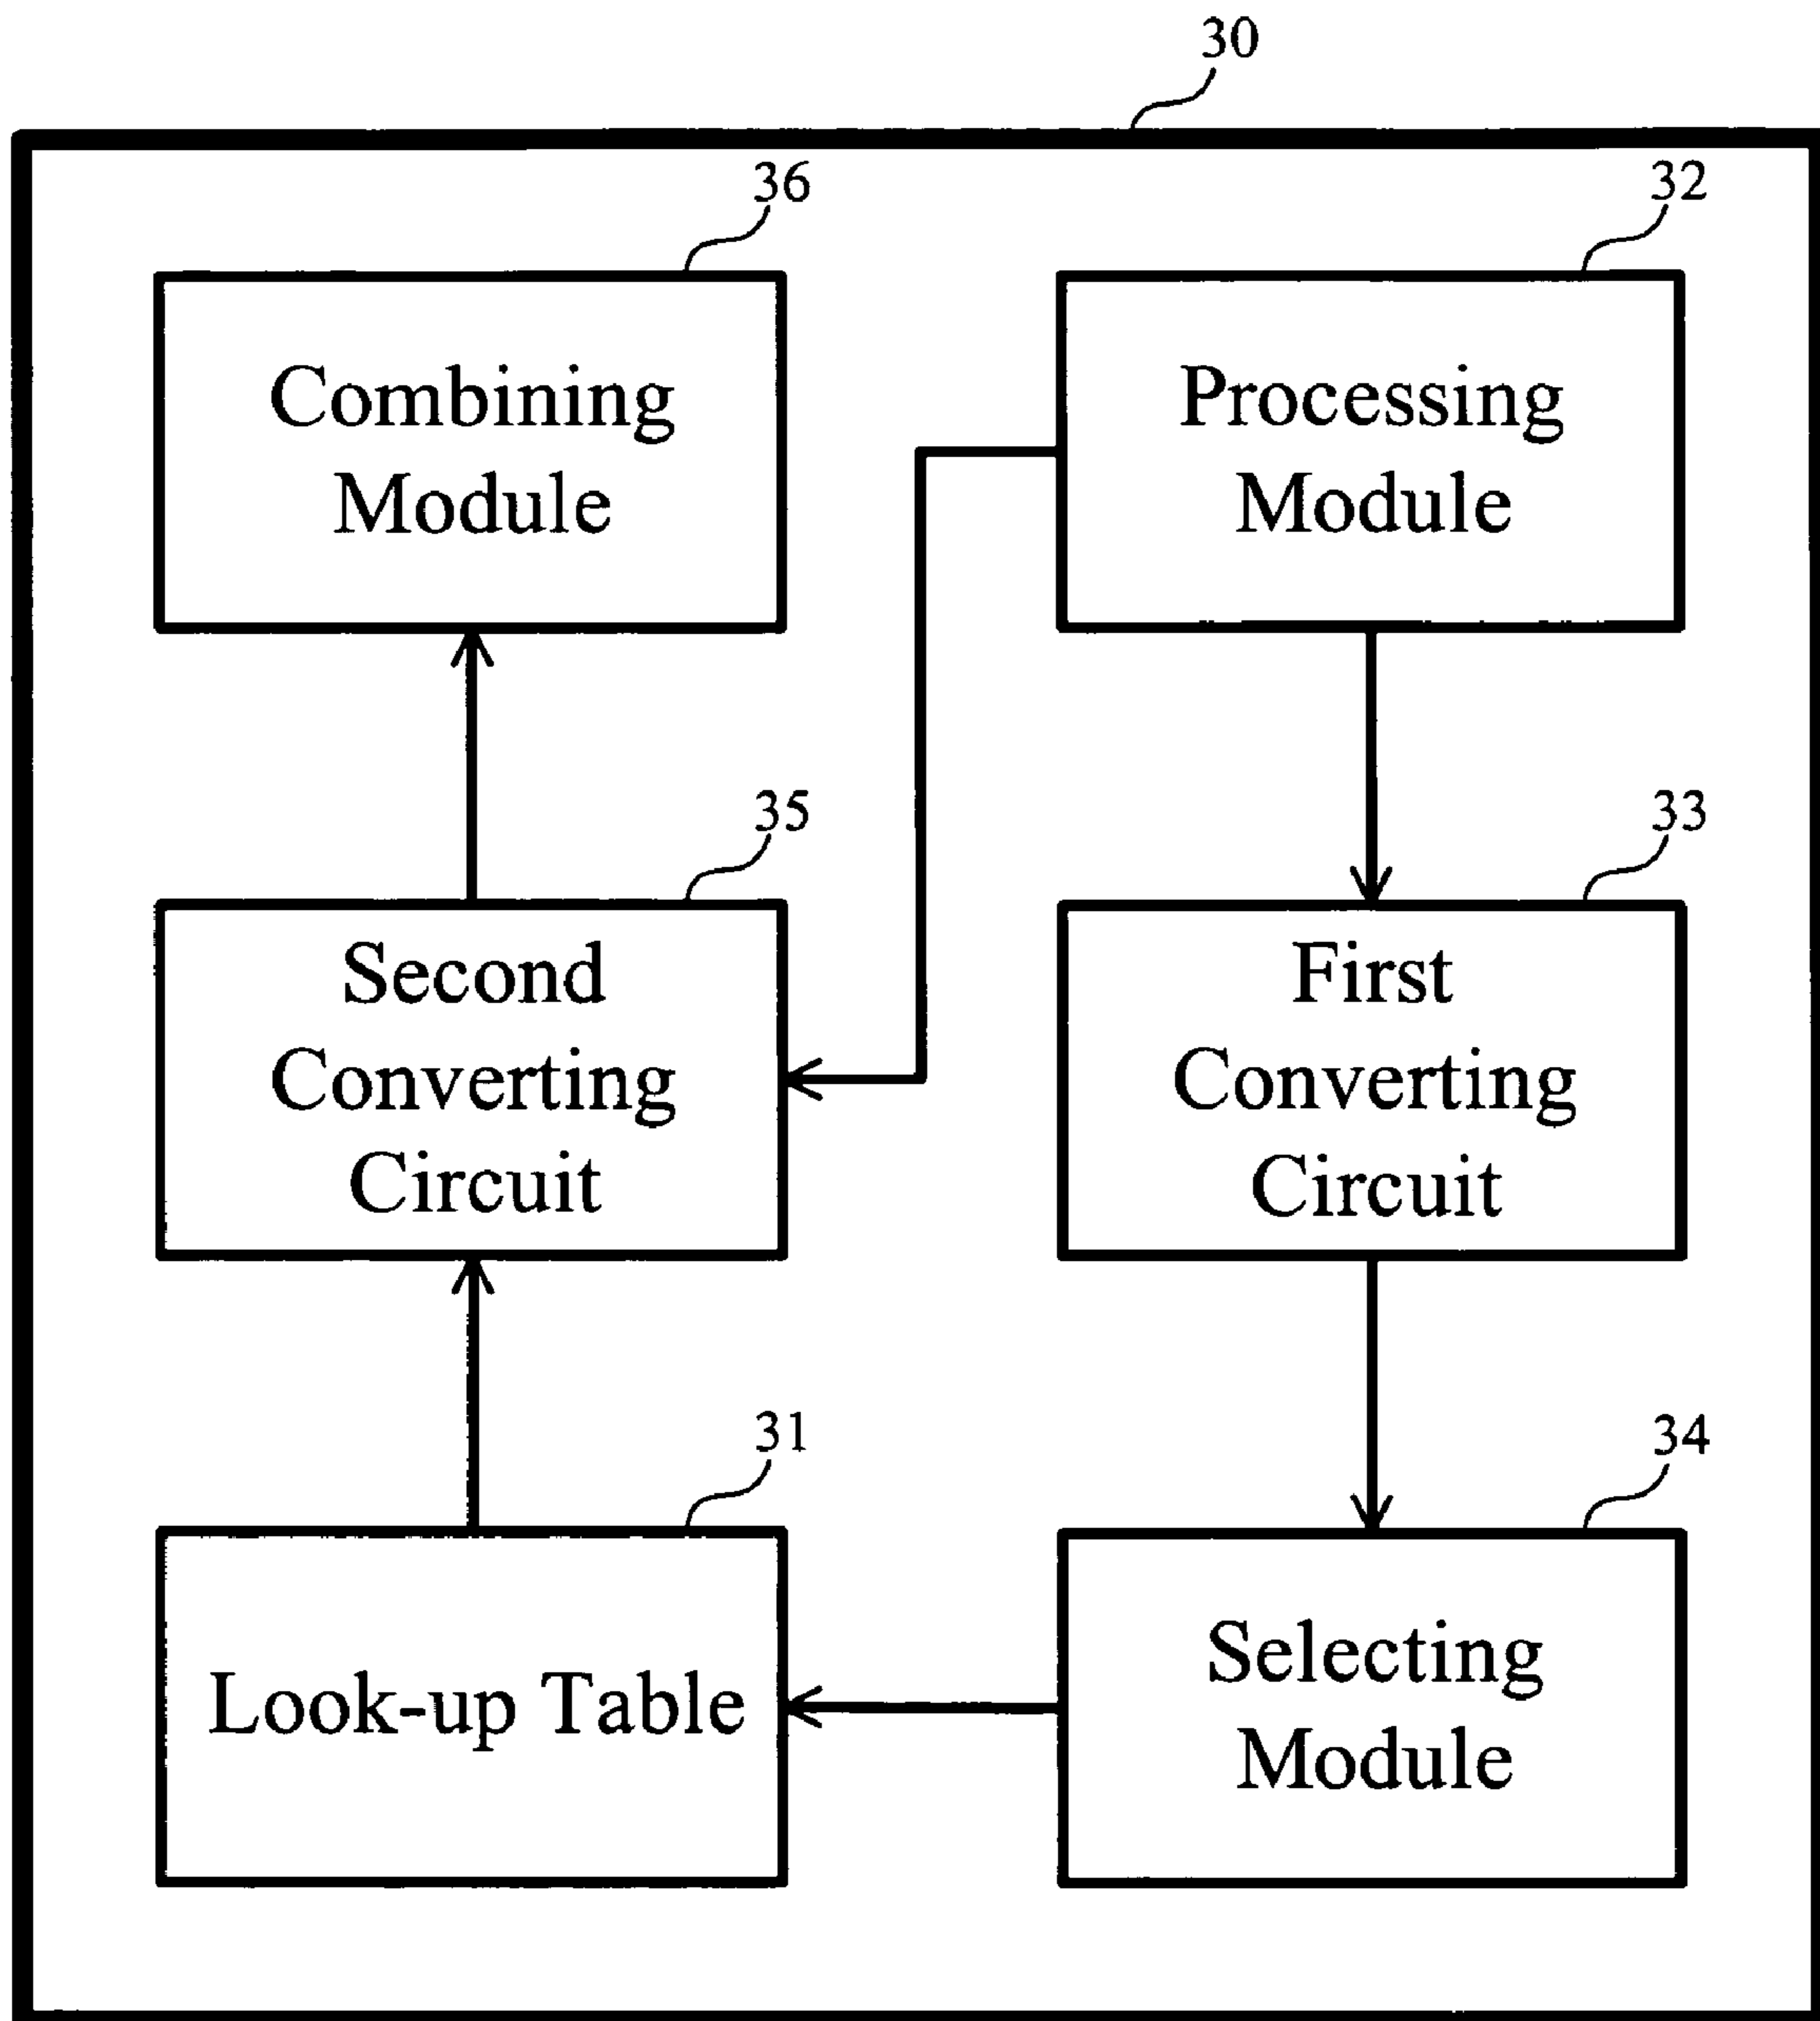 30
36
32
Combining
Module
Processing
Module
35
33
Second
Converting
Circuit
First
Converting
Circuit
31
34
Look-up Table
Selecting
Module